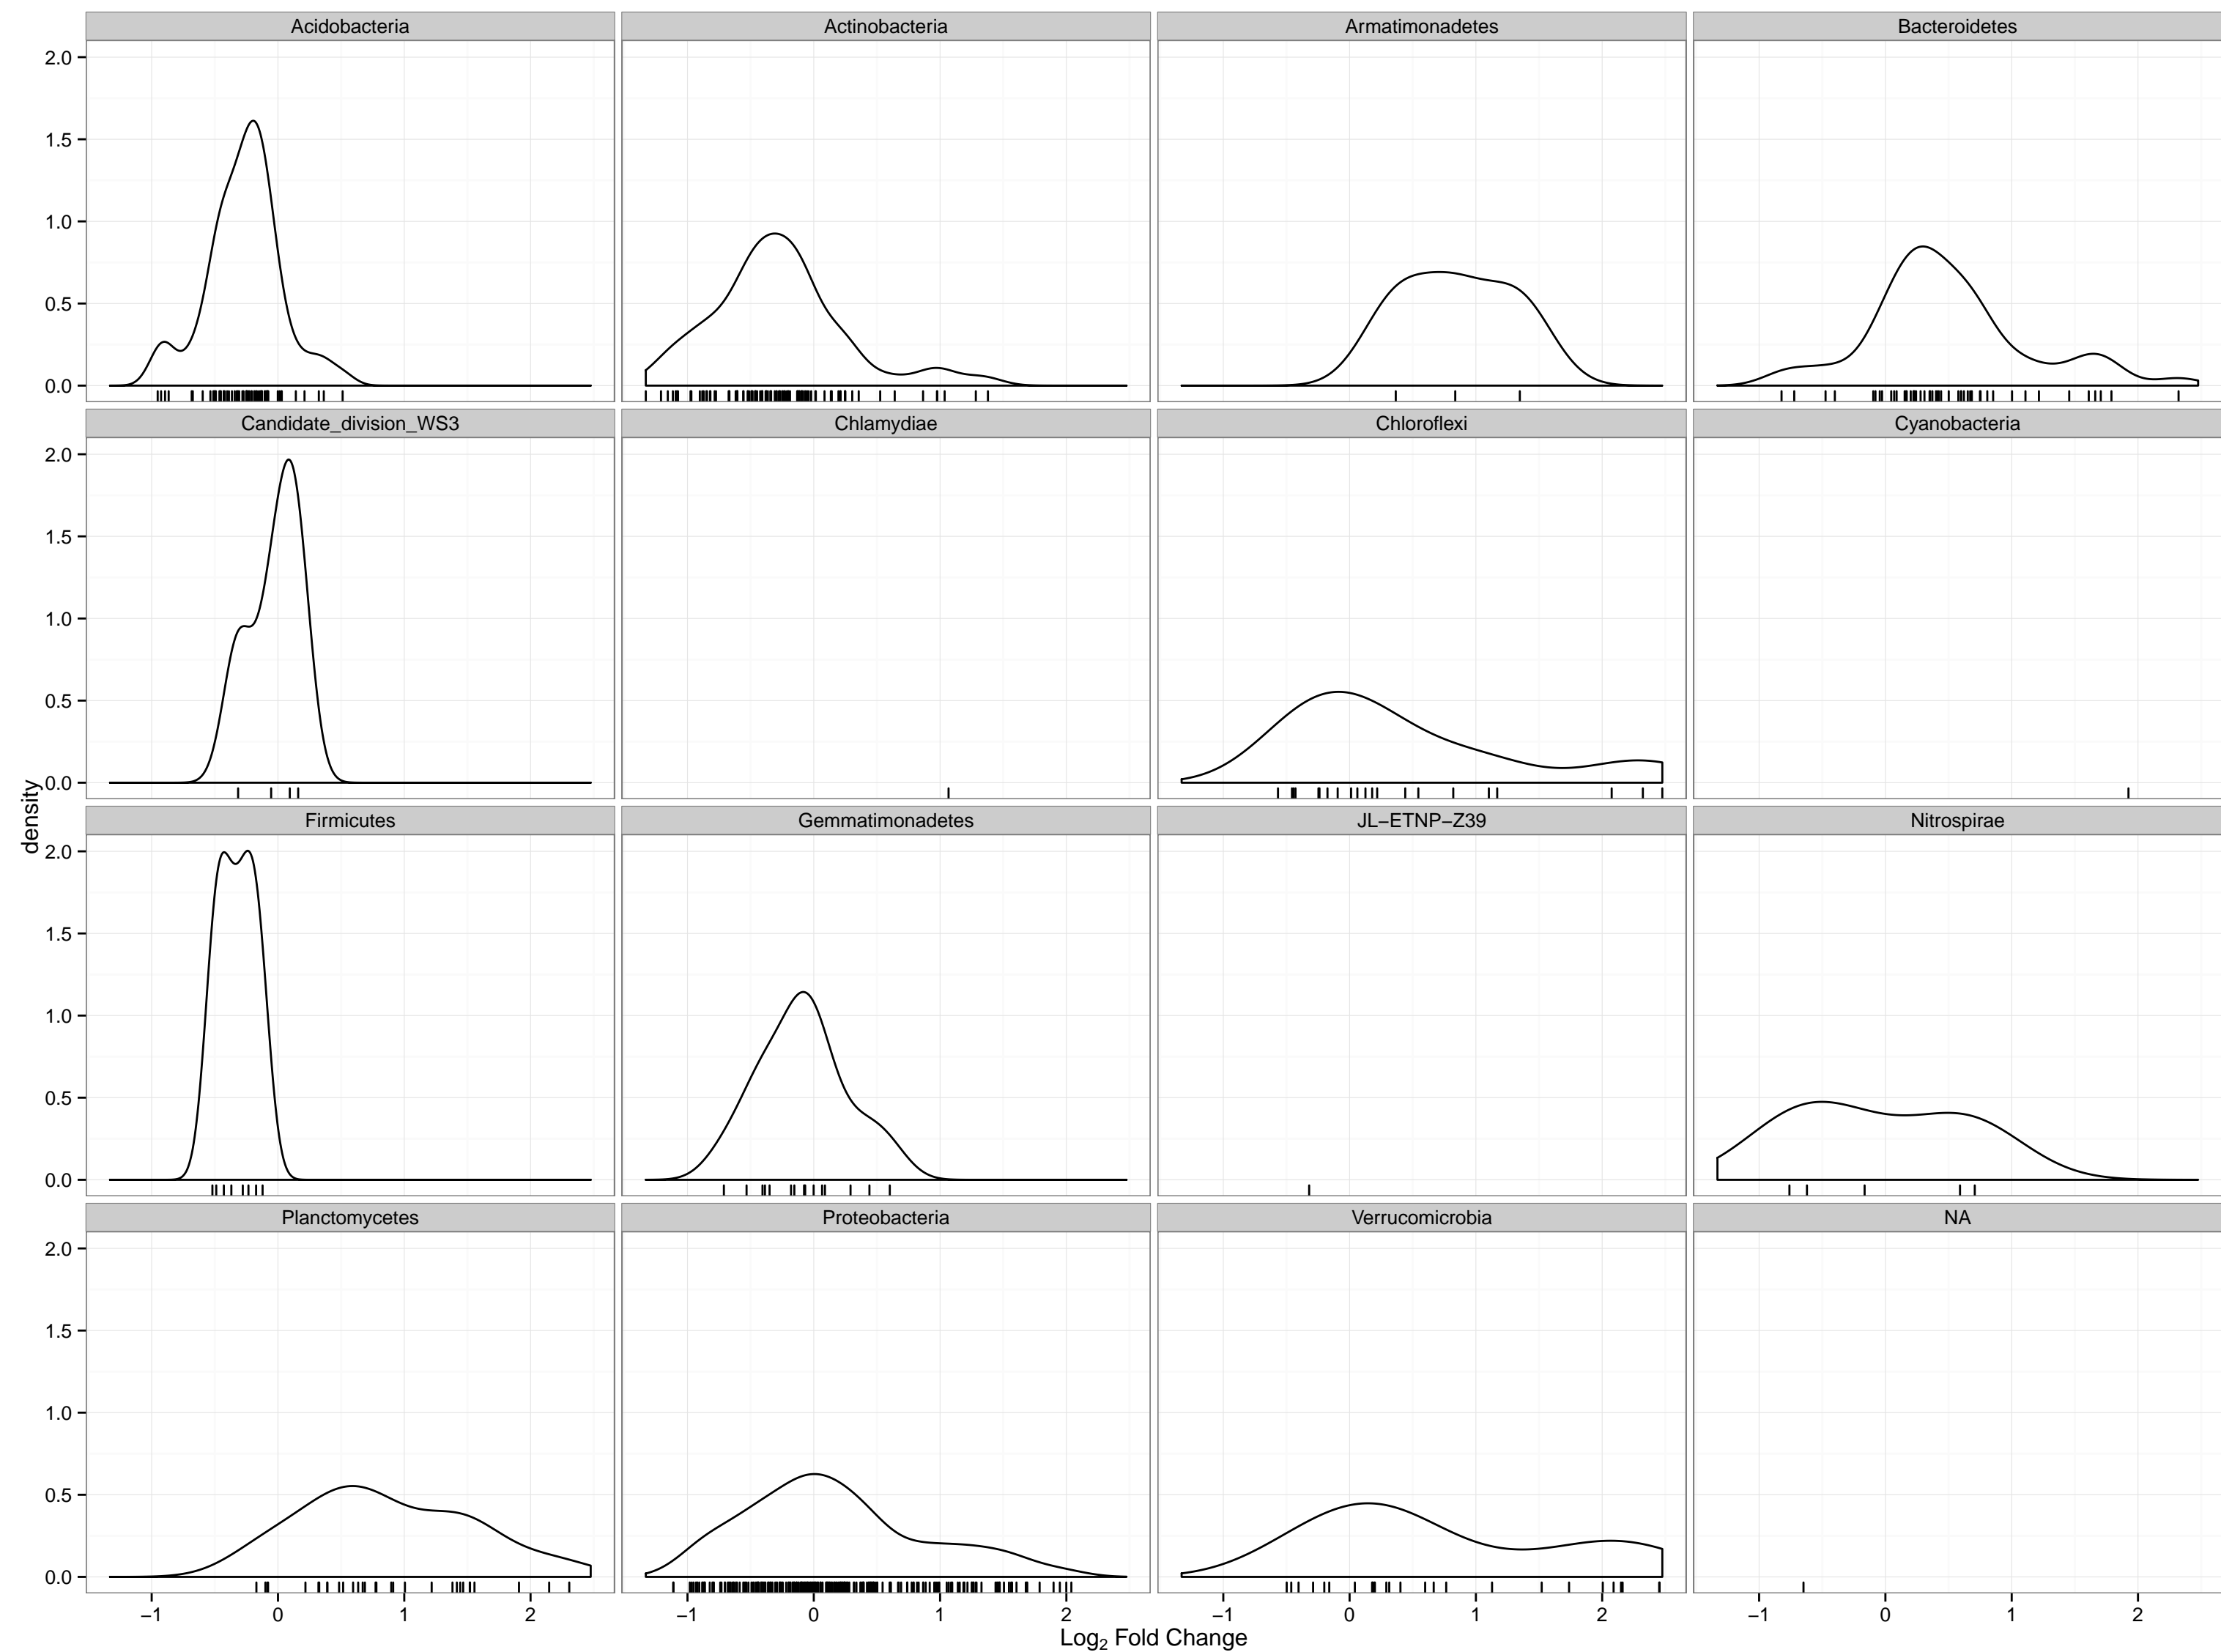 Acidobacteria Actinobacteria Armatimonadetes Bacteroidetes
2.0
1.5
1.0
0.5
0.0
Candidate_division_WS3 Chlamydiae Chloroflexi Cyanobacteria
2.0
1.5
1.0
0.5
0.0
density
Firmicutes Gemmatimonadetes JL−ETNP−Z39 Nitrospirae
2.0
1.5
1.0
0.5
0.0
Planctomycetes Proteobacteria Verrucomicrobia NA
2.0
1.5
1.0
0.5
0.0
−1 0 1 2 −1 0 1 2 −1 0 1 2 −1 0 1 2
Log₂ Fold Change